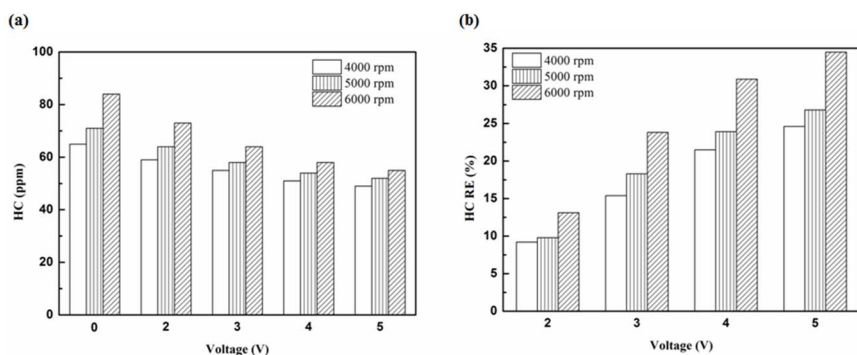 (a)
100
80
60
40
20
0
HC (ppm)
4000 rpm
5000 rpm
6000 rpm
0 2 3 4 5
Voltage (V)
(b)
35
30
25
20
15
10
5
0
HC RE (%)
4000 rpm
5000 rpm
6000 rpm
2 3 4 5
Voltage (V)